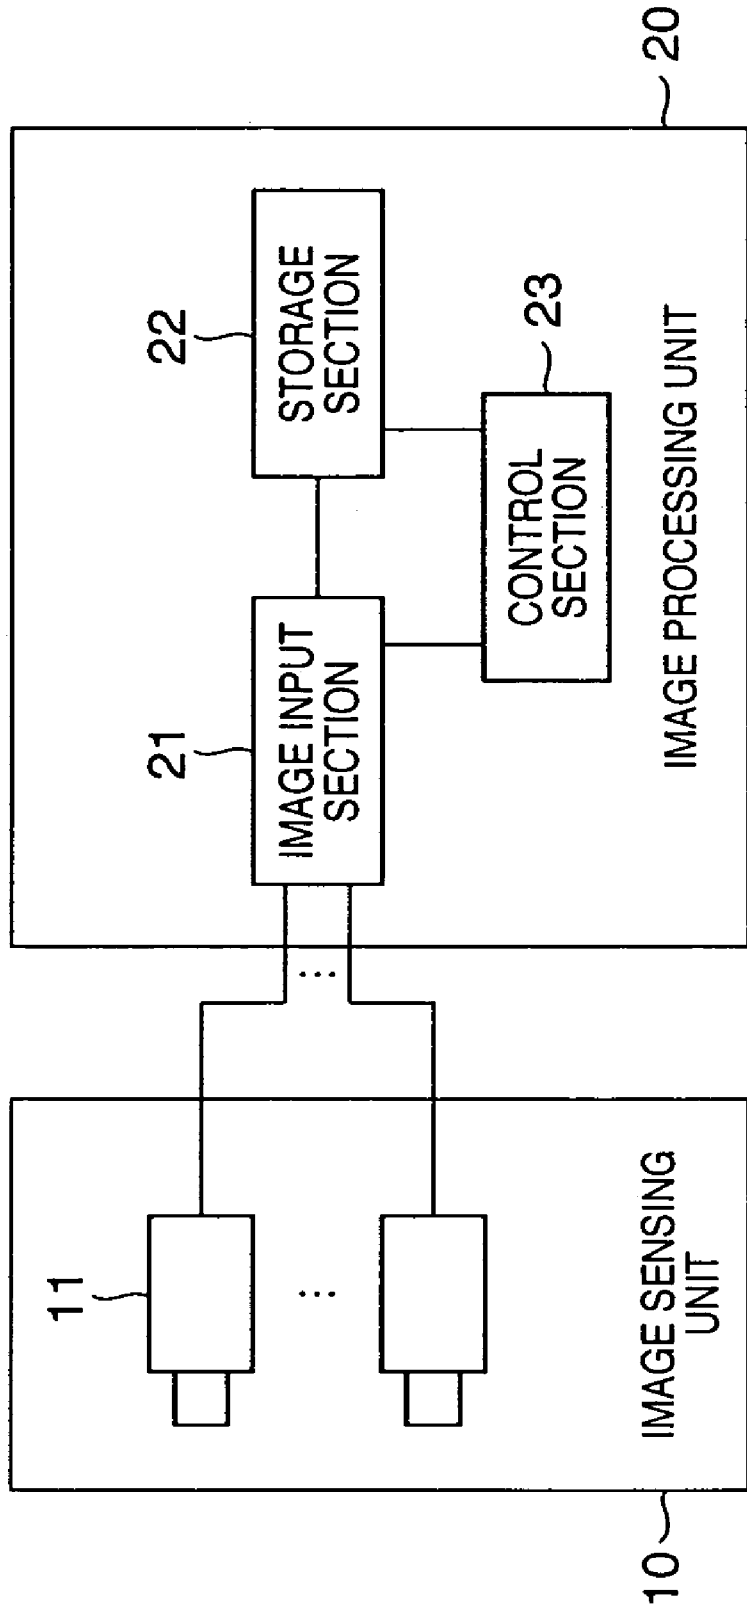 20
22
STORAGE
SECTION
23
CONTROL
SECTION
21
IMAGE INPUT
SECTION
IMAGE PROCESSING UNIT
...
11
...
IMAGE SENSING
UNIT
10